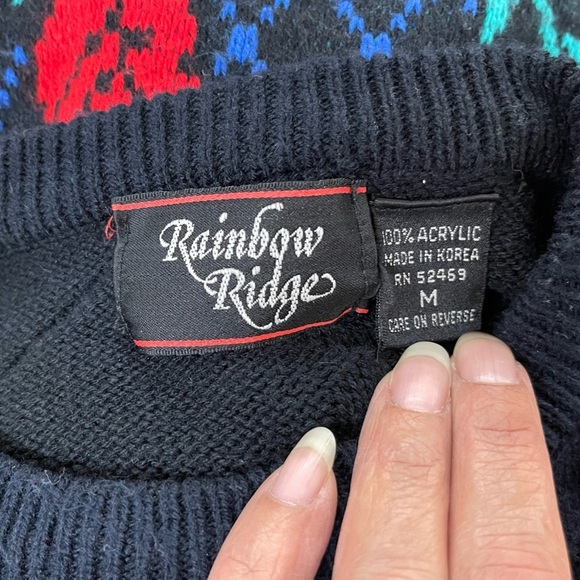 Rainbow
Ridge
100% ACRYLIC
MADE IN KOREA
RN 52469
M
CARE ON REVERSE